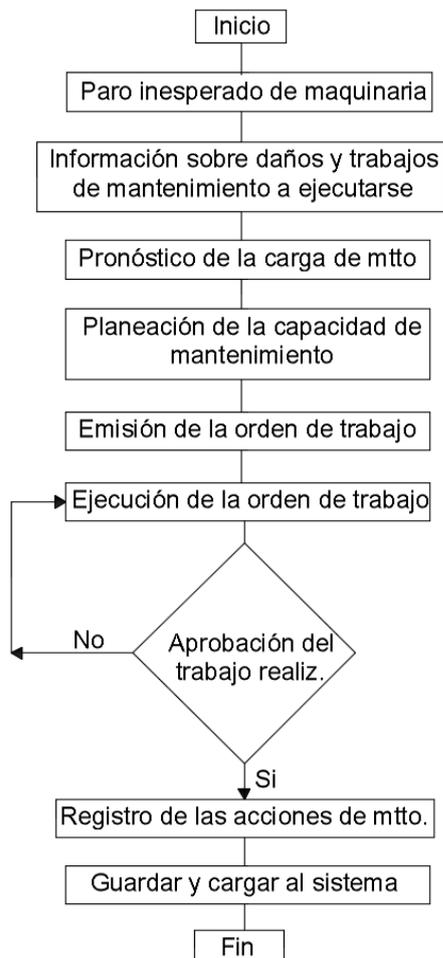 Inicio
Paro inesperado de maquinaria
Información sobre daños y trabajos
de mantenimiento a ejecutarse
Pronóstico de la carga de mtto
Planeación de la capacidad de
mantenimiento
Emisión de la orden de trabajo
Ejecución de la orden de trabajo
No
Aprobación del
trabajo realiz.
Si
Registro de las acciones de mtto.
Guardar y cargar al sistema
Fin